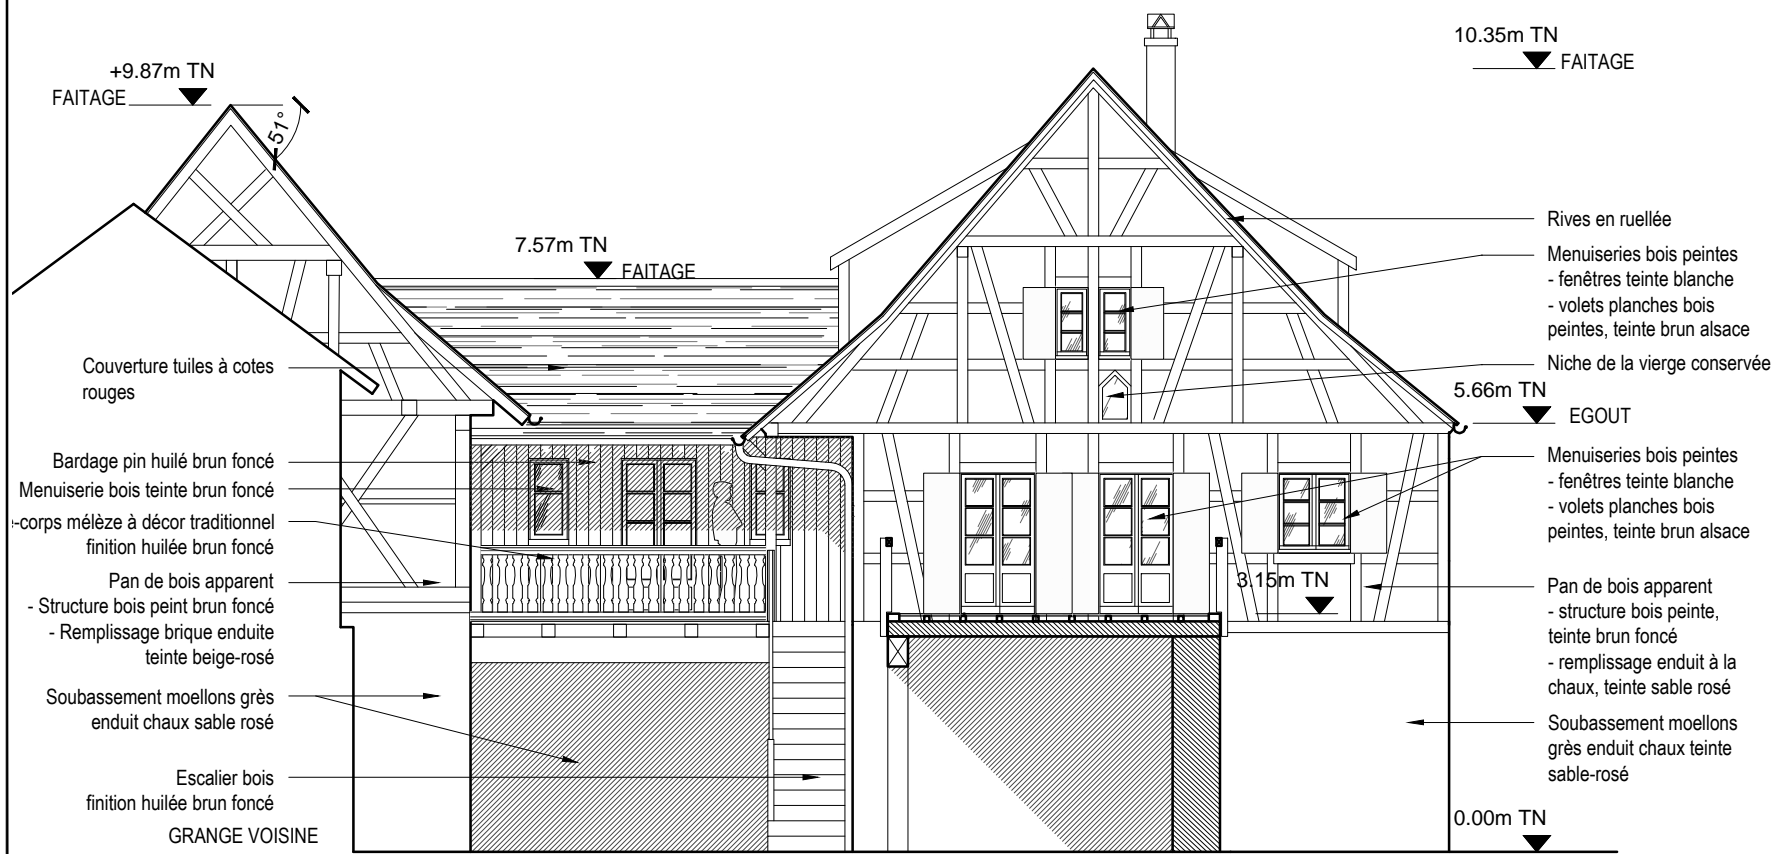 +9.87m TN
FAITAGE
51°
7.57m TN
FAITAGE
10.35m TN
FAITAGE
Couverture tuiles à cotes
rouges
Bardage pin huilé brun foncé
Menuiserie bois teinte brun foncé
-corps mélèze à décor traditionnel
finition huilée brun foncé
Pan de bois apparent
- Structure bois peint brun foncé
- Remplissage brique enduite
teinte beige-rosé
Soubassement moellons grès
enduit chaux sable rosé
Escalier bois
finition huilée brun foncé
GRANGE VOISINE
Rives en ruellée
Menuiseries bois peintes
- fenêtres teinte blanche
- volets planches bois
peintes, teinte brun alsace
Niche de la vierge conservée
5.66m TN
EGOUT
Menuiseries bois peintes
- fenêtres teinte blanche
- volets planches bois
peintes, teinte brun alsace
3.15m TN
Pan de bois apparent
- structure bois peinte,
teinte brun foncé
- remplissage enduit à la
chaux, teinte sable rosé
Soubassement moellons
grès enduit chaux teinte
sable-rosé
0.00m TN